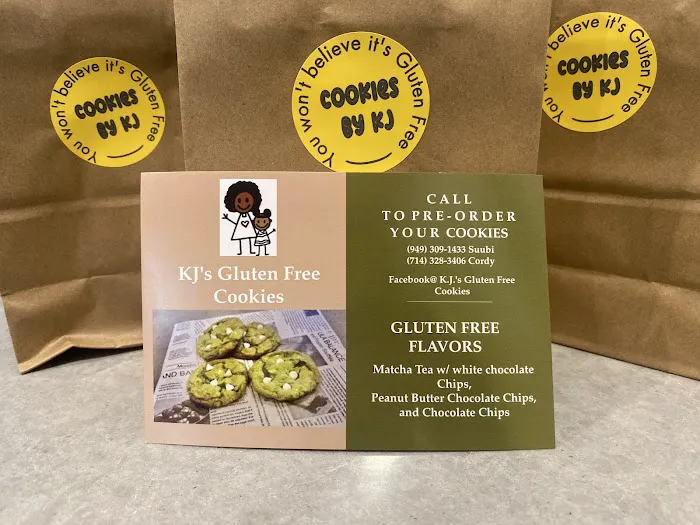 You won't believe it's Gluten Free
COOKIES
BY KJ
You won't believe it's Gluten Free
COOKIES
BY KJ
You won't believe it's Gluten Free
COOKIES
BY KJ
KJ's Gluten Free
Cookies
CALL
TO PRE-ORDER
YOUR COOKIES
(949) 309-1433 Suubi
(714) 328-3406 Cordy
Facebook@ K.J.'s Gluten Free
Cookies
GLUTEN FREE
FLAVORS
Matcha Tea w/ white chocolate
Chips,
Peanut Butter Chocolate Chips,
and Chocolate Chips